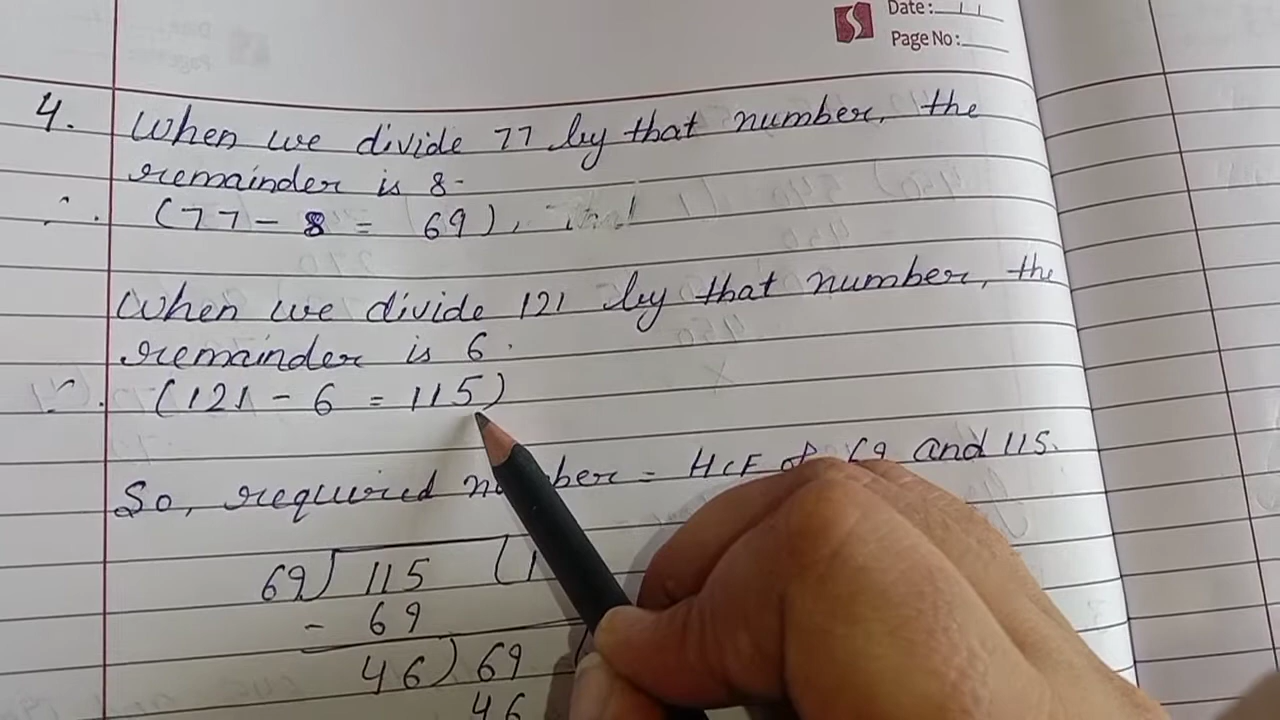 Date:
Page No:
4. When we divide 77 by that number, the
remainder is 8.
∴ (77 - 8 = 69),
When we divide 121 by that number, the
remainder is 6.
∴ (121 - 6 = 115)
So, required = HCF of 69 and 115.
69) 115 (1
- 69
46) 69 (
46